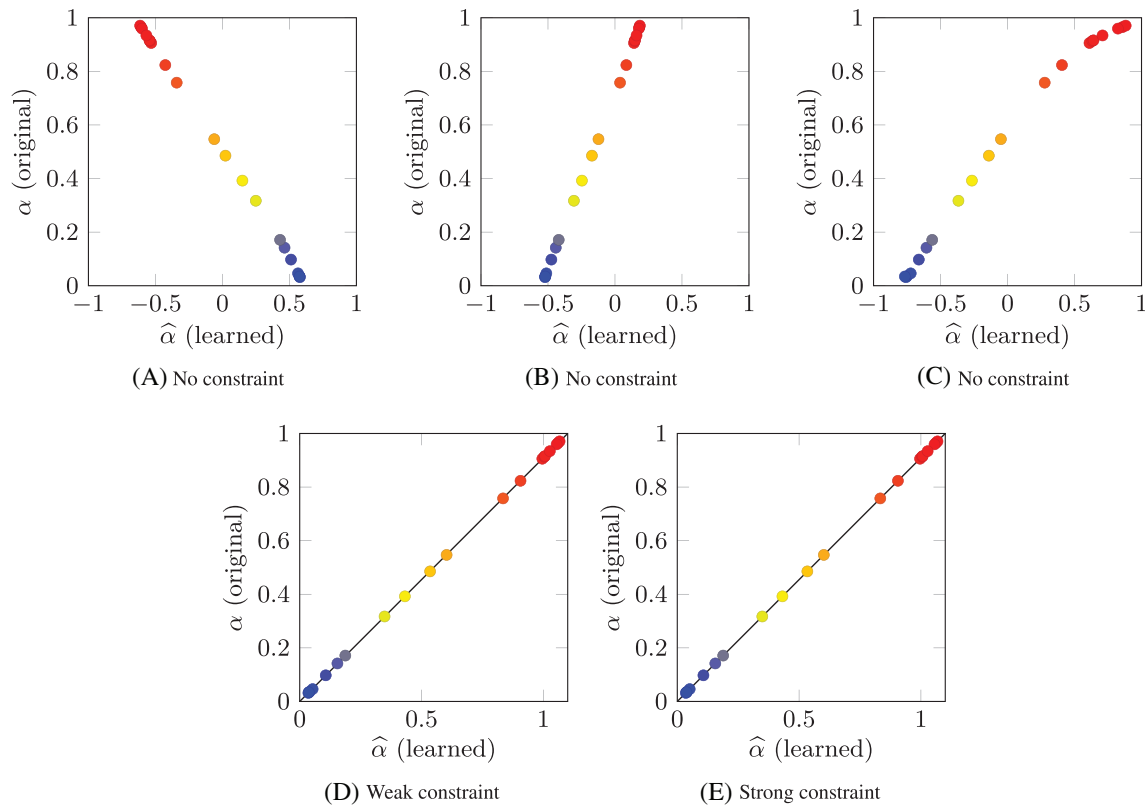 1
0.8
0.6
0.4
0.2
0
−1 −0.5 0 0.5 1
α (original)
α̂ (learned)
(A) No constraint
1
0.8
0.6
0.4
0.2
0
−1 −0.5 0 0.5 1
α (original)
α̂ (learned)
(B) No constraint
1
0.8
0.6
0.4
0.2
0
−1 −0.5 0 0.5 1
α (original)
α̂ (learned)
(C) No constraint
1
0.8
0.6
0.4
0.2
0
0 0.5 1
α (original)
α̂ (learned)
(D) Weak constraint
1
0.8
0.6
0.4
0.2
0
0 0.5 1
α (original)
α̂ (learned)
(E) Strong constraint